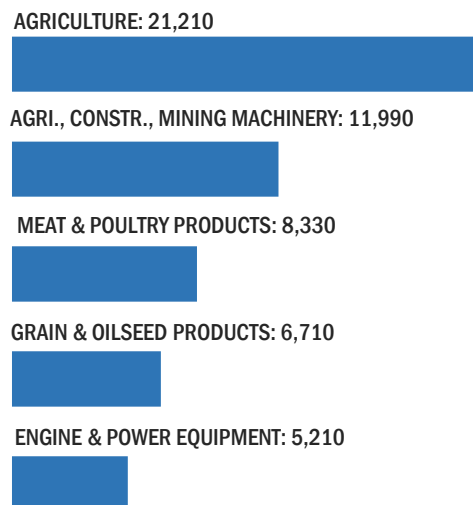 AGRICULTURE: 21,210
AGRI., CONSTR., MINING MACHINERY: 11,990
MEAT & POULTRY PRODUCTS: 8,330
GRAIN & OILSEED PRODUCTS: 6,710
ENGINE & POWER EQUIPMENT: 5,210